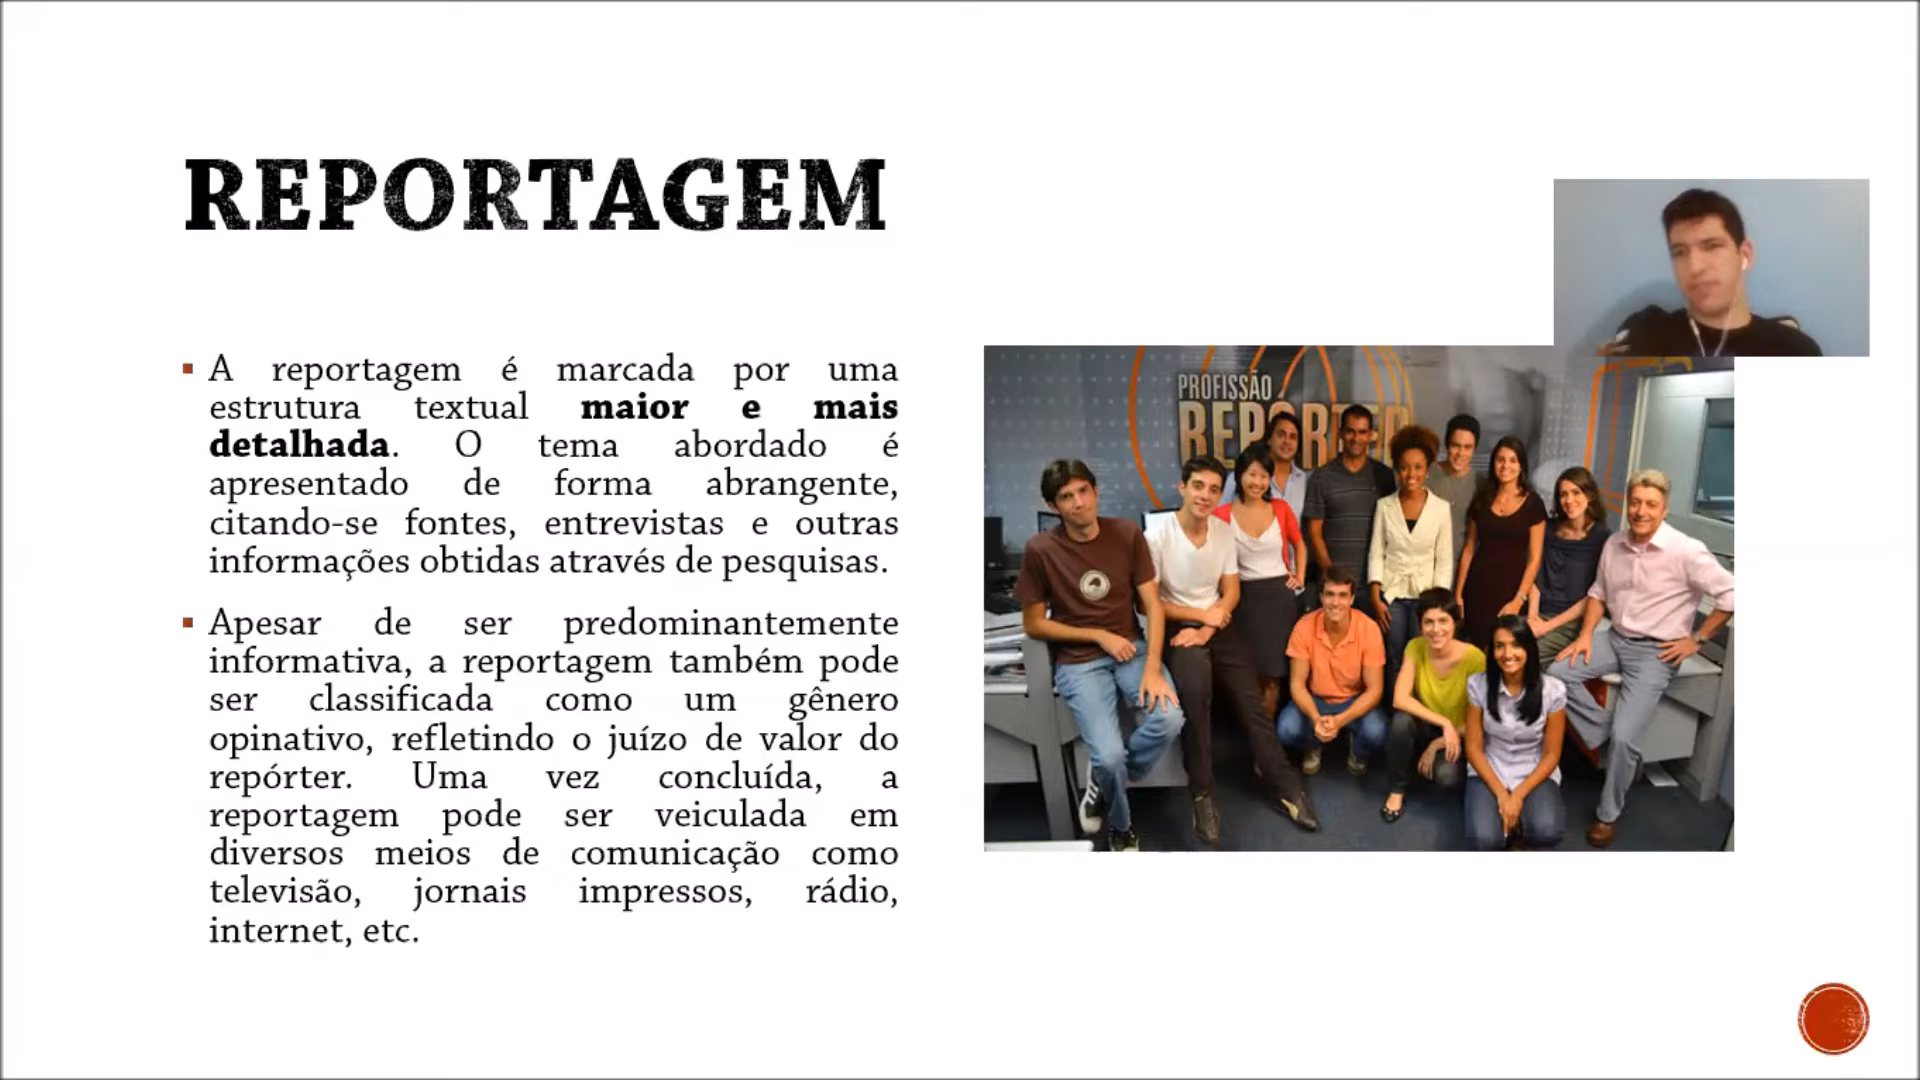 REPORTAGEM
A reportagem é marcada por uma
estrutura textual maior e mais
detalhada. O tema abordado é
apresentado de forma abrangente,
citando-se fontes, entrevistas e outras
informações obtidas através de pesquisas.
Apesar de ser predominantemente
informativa, a reportagem também pode
ser classificada como um gênero
opinativo, refletindo o juízo de valor do
repórter. Uma vez concluída, a
reportagem pode ser veiculada em
diversos meios de comunicação como
televisão, jornais impressos, rádio,
internet, etc.
PROFISSÃO
REPÓRTER